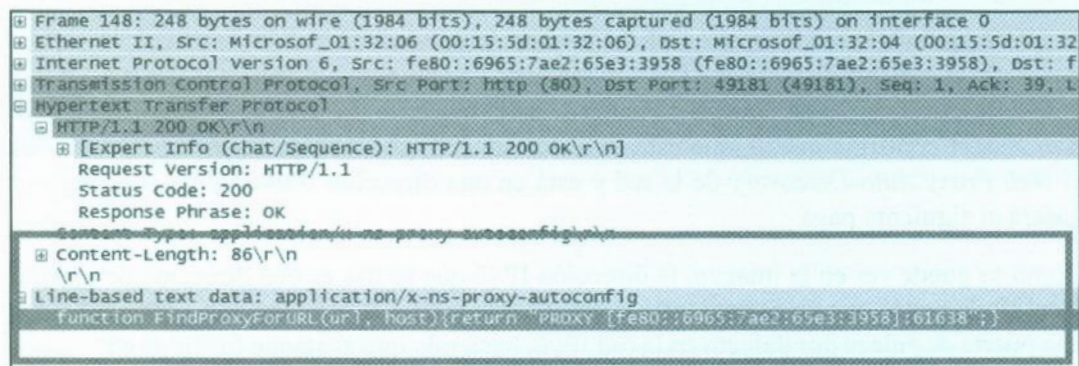 Frame 148: 248 bytes on wire (1984 bits), 248 bytes captured (1984 bits) on interface 0
Ethernet II, Src: Microsof_01:32:06 (00:15:5d:01:32:06), Dst: Microsof_01:32:04 (00:15:5d:01:32
Internet Protocol Version 6, Src: fe80::6965:7ae2:65e3:3958 (fe80::6965:7ae2:65e3:3958), Dst: f
Transmission Control Protocol, Src Port: http (80), Dst Port: 49181 (49181), Seq: 1, Ack: 39, L
Hypertext Transfer Protocol
HTTP/1.1 200 OK\r\n
[Expert Info (Chat/Sequence): HTTP/1.1 200 OK\r\n]
Request Version: HTTP/1.1
Status Code: 200
Response Phrase: OK
Content-Type: application/x-ns-proxy-autoconfig\r\n
Content-Length: 86\r\n
\r\n
Line-based text data: application/x-ns-proxy-autoconfig
function FindProxyForURL(url, host){return "PROXY [fe80::6965:7ae2:65e3:3958]:61638";}